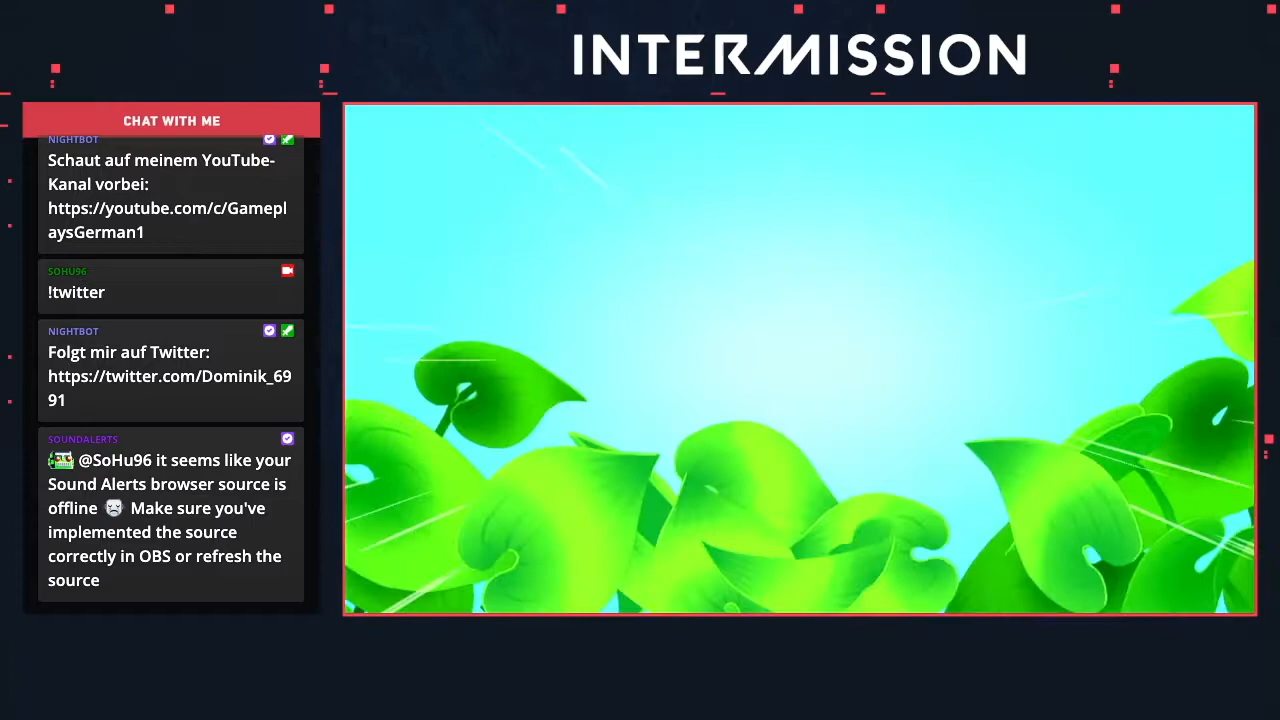 INTERMISSION
CHAT WITH ME
NIGHTBOT
Schaut auf meinem YouTube-
Kanal vorbei:
https://youtube.com/c/Gamepl
aysGerman1
SOHU96
!twitter
NIGHTBOT
Folgt mir auf Twitter:
https://twitter.com/Dominik_69
91
SOUNDALERTS
@SoHu96 it seems like your
Sound Alerts browser source is
offline Make sure you've
implemented the source
correctly in OBS or refresh the
source